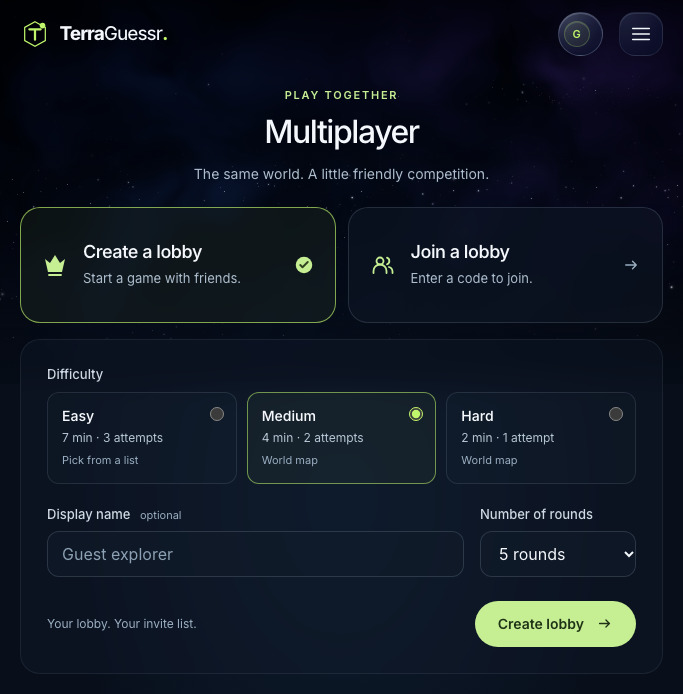 TerraGuessr.
G
PLAY TOGETHER
Multiplayer
The same world. A little friendly competition.
Create a lobby
Start a game with friends.
Join a lobby
Enter a code to join.
Difficulty
Easy
7 min · 3 attempts
Pick from a list
Medium
4 min · 2 attempts
World map
Hard
2 min · 1 attempt
World map
Display name optional
Guest explorer
Number of rounds
5 rounds
Your lobby. Your invite list.
Create lobby